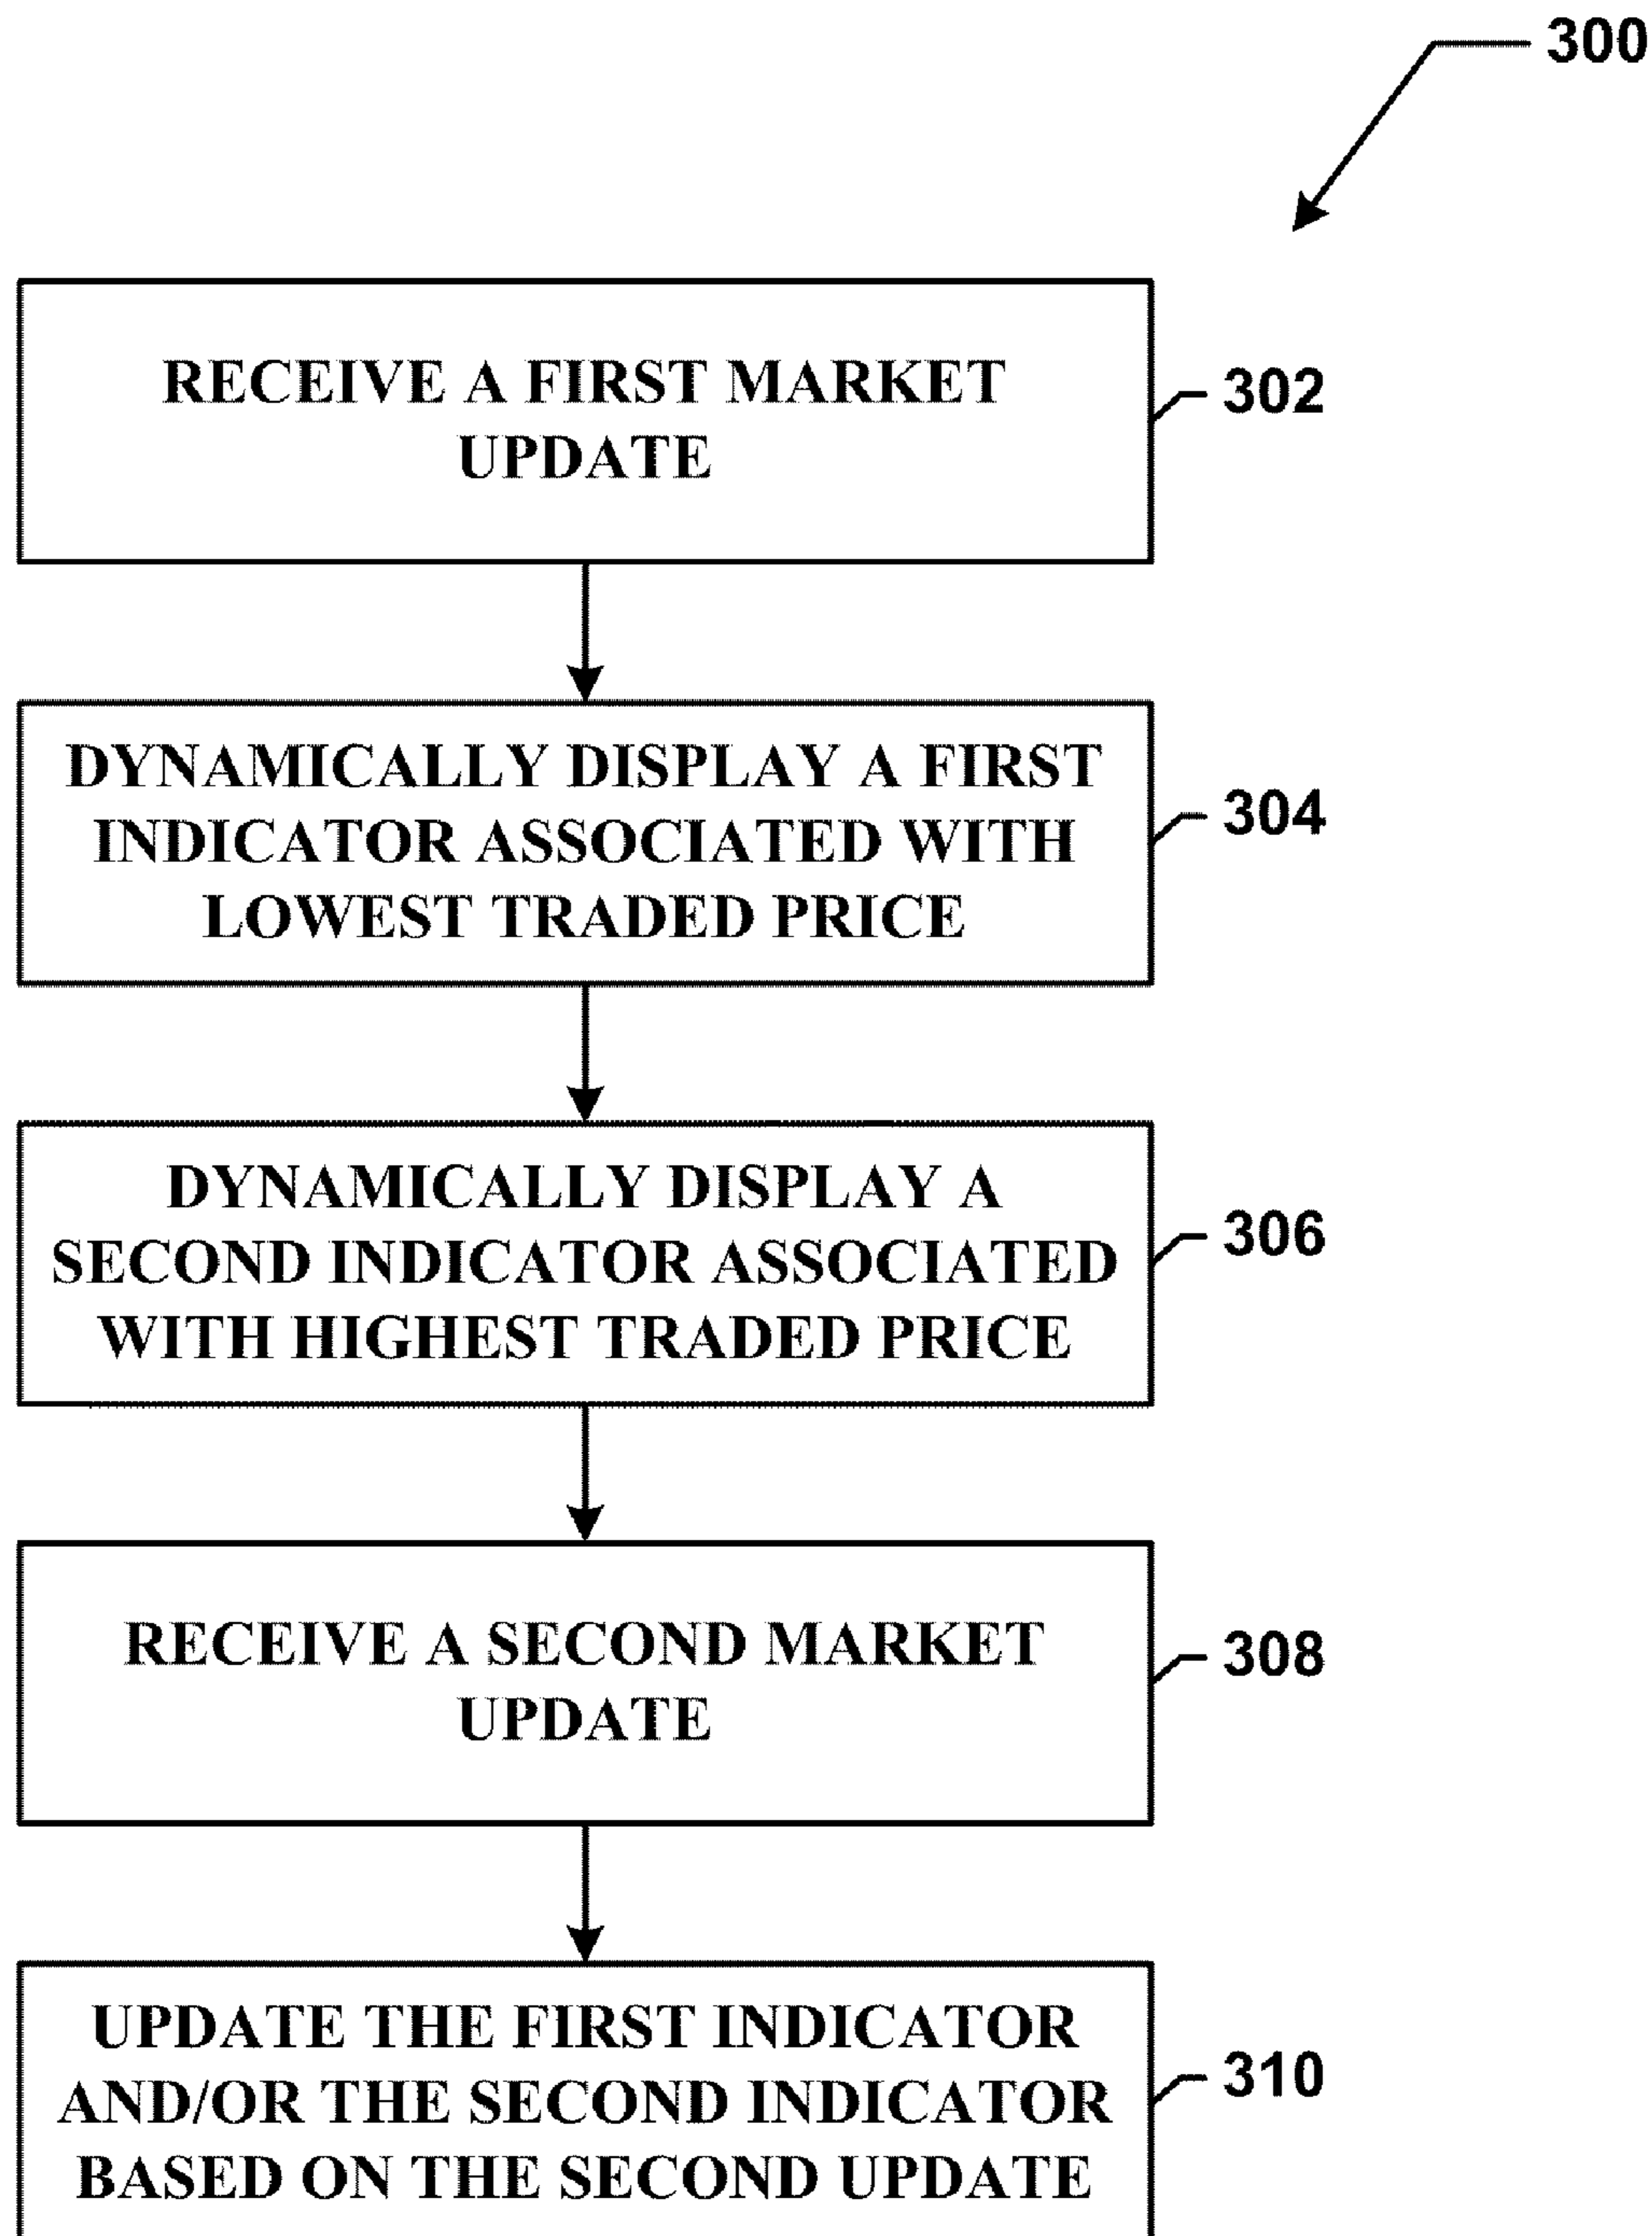 300
RECEIVE A FIRST MARKET
UPDATE
302
DYNAMICALLY DISPLAY A FIRST
INDICATOR ASSOCIATED WITH
LOWEST TRADED PRICE
304
DYNAMICALLY DISPLAY A
SECOND INDICATOR ASSOCIATED
WITH HIGHEST TRADED PRICE
306
RECEIVE A SECOND MARKET
UPDATE
308
UPDATE THE FIRST INDICATOR
AND/OR THE SECOND INDICATOR
BASED ON THE SECOND UPDATE
310